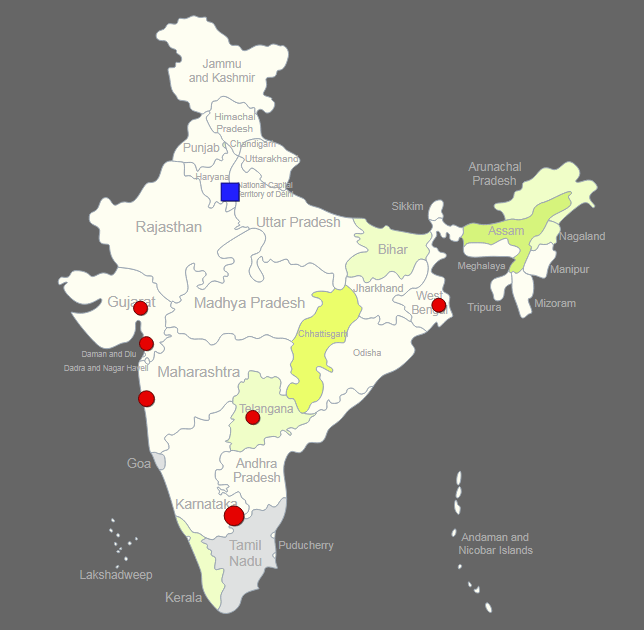 Jammu
and Kashmir
Himachal
Pradesh
Chandigarh
Punjab
Uttarakhand
Haryana
National Capital
Territory of Delhi
Arunachal
Pradesh
Sikkim
Rajasthan
Uttar Pradesh
Assam
Nagaland
Bihar
Meghalaya
Manipur
Jharkhand
Gujarat
Madhya Pradesh
West
Bengal
Tripura
Mizoram
Chhattisgarh
Daman and Diu
Odisha
Dadra and Nagar Haveli
Maharashtra
Telangana
Goa
Andhra
Pradesh
Karnataka
Puducherry
Andaman and
Nicobar Islands
Tamil
Nadu
Lakshadweep
Kerala